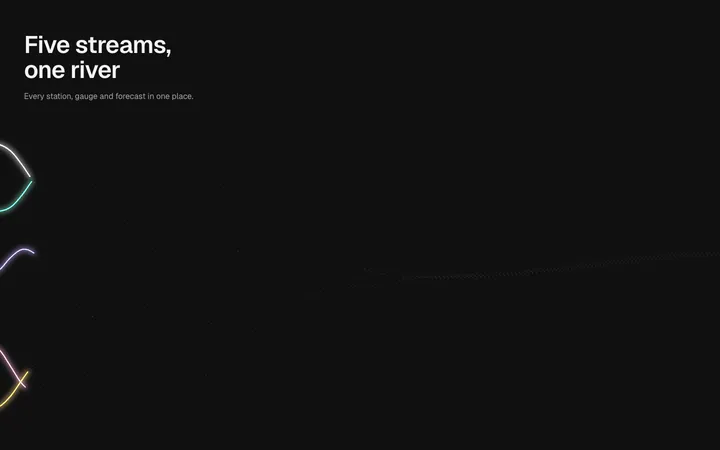 Five streams,
one river
Every station, gauge and forecast in one place.